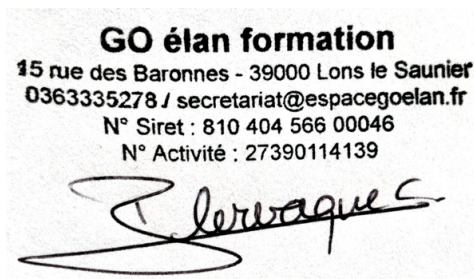 GO élan formation
15 rue des Baronnes - 39000 Lons le Saunier
0363335278 / secretariat@espacegoelan.fr
N° Siret : 810 404 566 00046
N° Activité : 27390114139